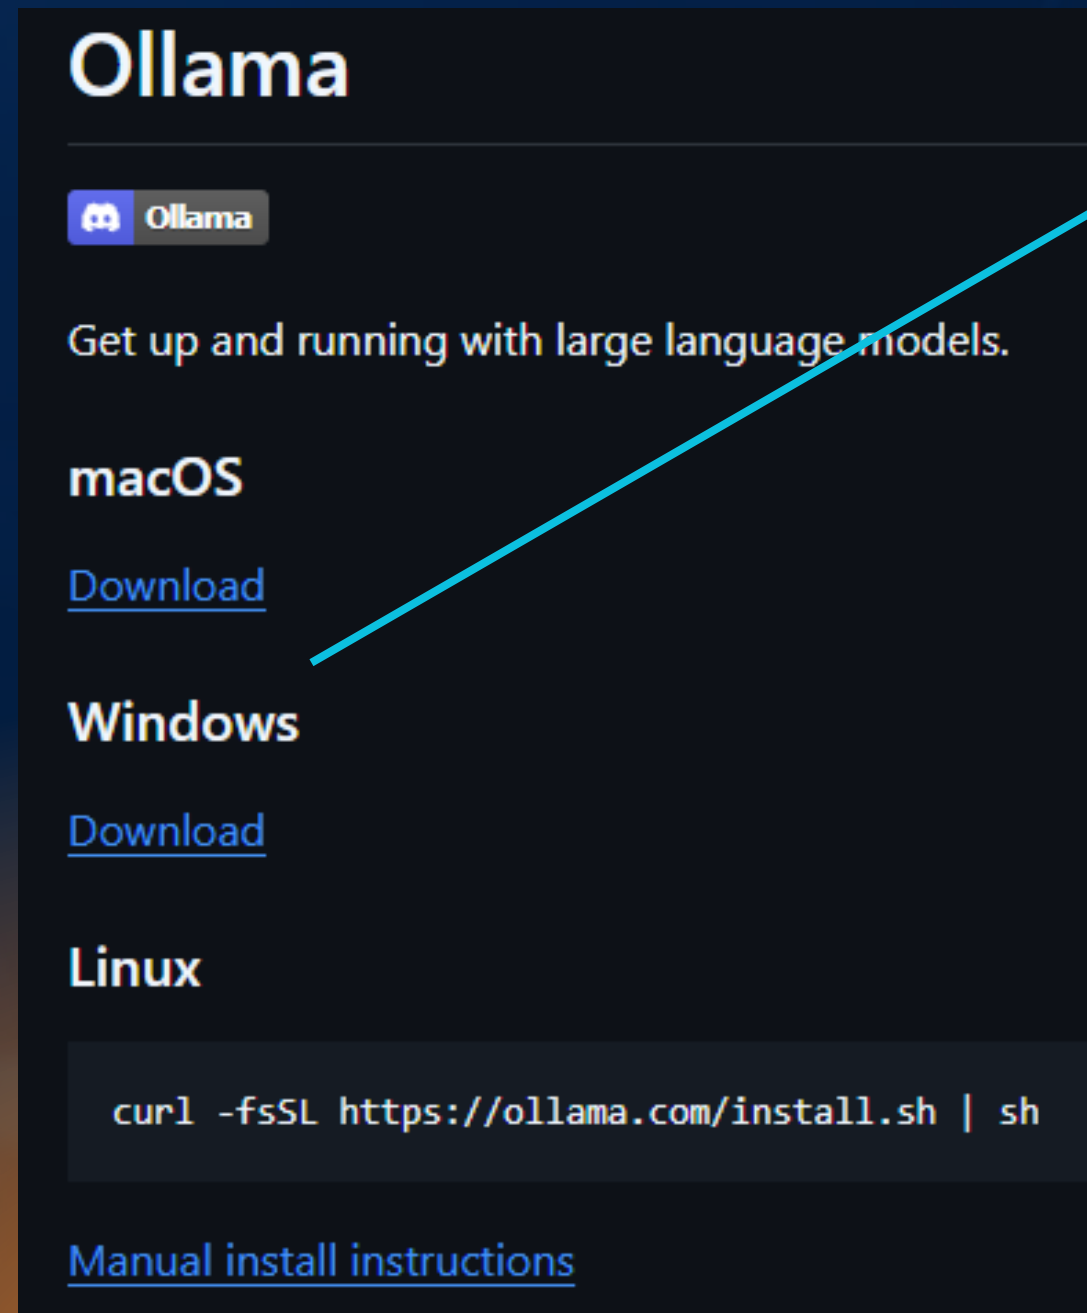 Ollama
Ollama
Get up and running with large language models.
macOS
Download
Windows
Download
Linux
curl -fsSL https://ollama.com/install.sh | sh
Manual install instructions